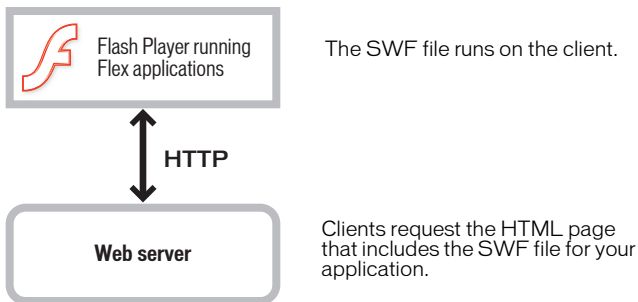 Flash Player running
Flex applications
The SWF file runs on the client.
HTTP
Web server
Clients request the HTML page
that includes the SWF file for your
application.